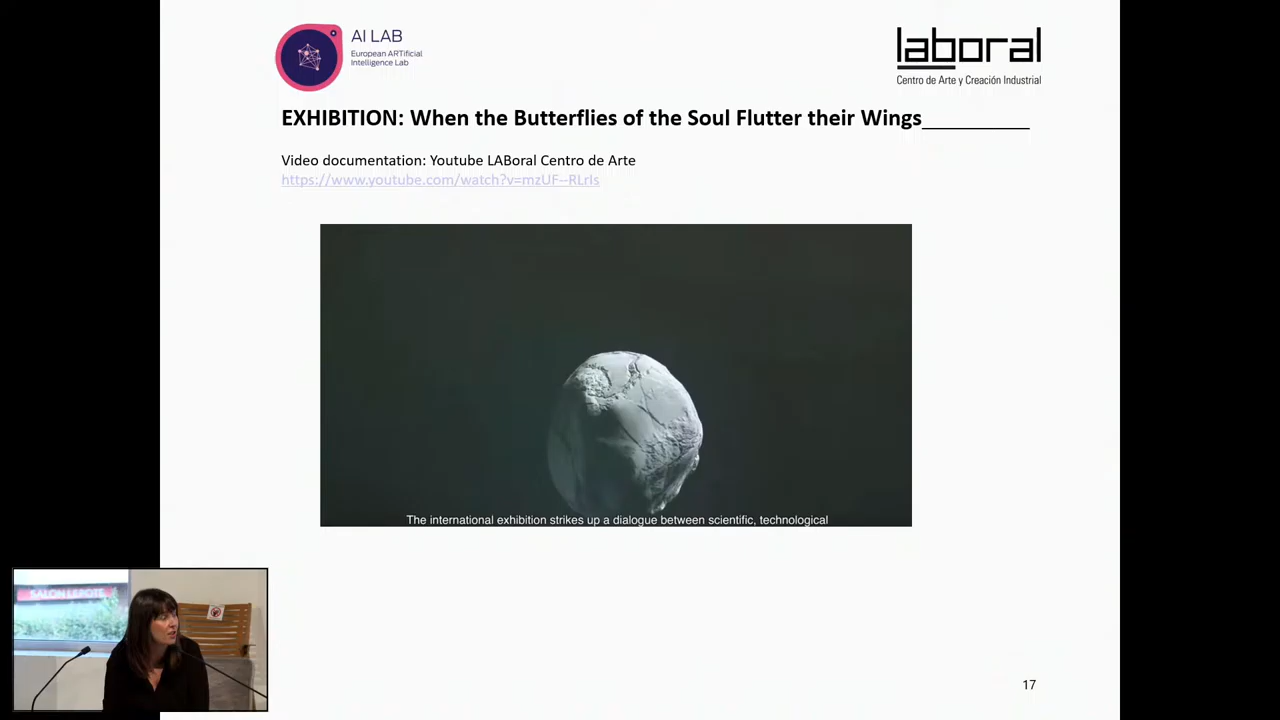 AI LAB
European ARTificial
Intelligence Lab
laboral
Centro de Arte y Creación Industrial
EXHIBITION: When the Butterflies of the Soul Flutter their Wings
Video documentation: Youtube LABoral Centro de Arte
https://www.youtube.com/watch?v=mzUF--RLrIs
The international exhibition strikes up a dialogue between scientific, technological
SALON LEPOTE
17